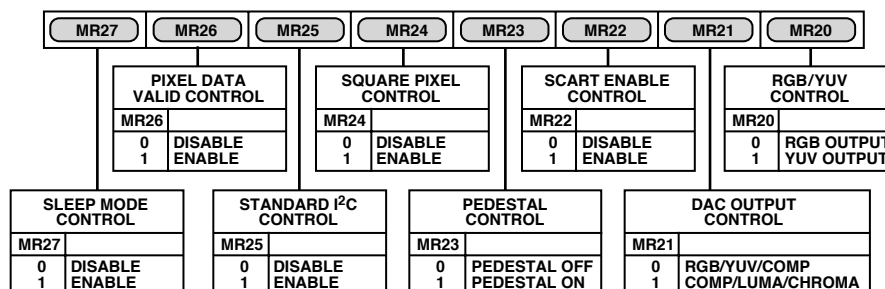 MR27 MR26 MR25 MR24 MR23 MR22 MR21 MR20
PIXEL DATA
VALID CONTROL
MR26
0 DISABLE
1 ENABLE
SQUARE PIXEL
CONTROL
MR24
0 DISABLE
1 ENABLE
SCART ENABLE
CONTROL
MR22
0 DISABLE
1 ENABLE
RGB/YUV
CONTROL
MR20
0 RGB OUTPUT
1 YUV OUTPUT
SLEEP MODE
CONTROL
MR27
0 DISABLE
1 ENABLE
STANDARD I²C
CONTROL
MR25
0 DISABLE
1 ENABLE
PEDESTAL
CONTROL
MR23
0 PEDESTAL OFF
1 PEDESTAL ON
DAC OUTPUT
CONTROL
MR21
0 RGB/YUV/COMP
1 COMP/LUMA/CHROMA